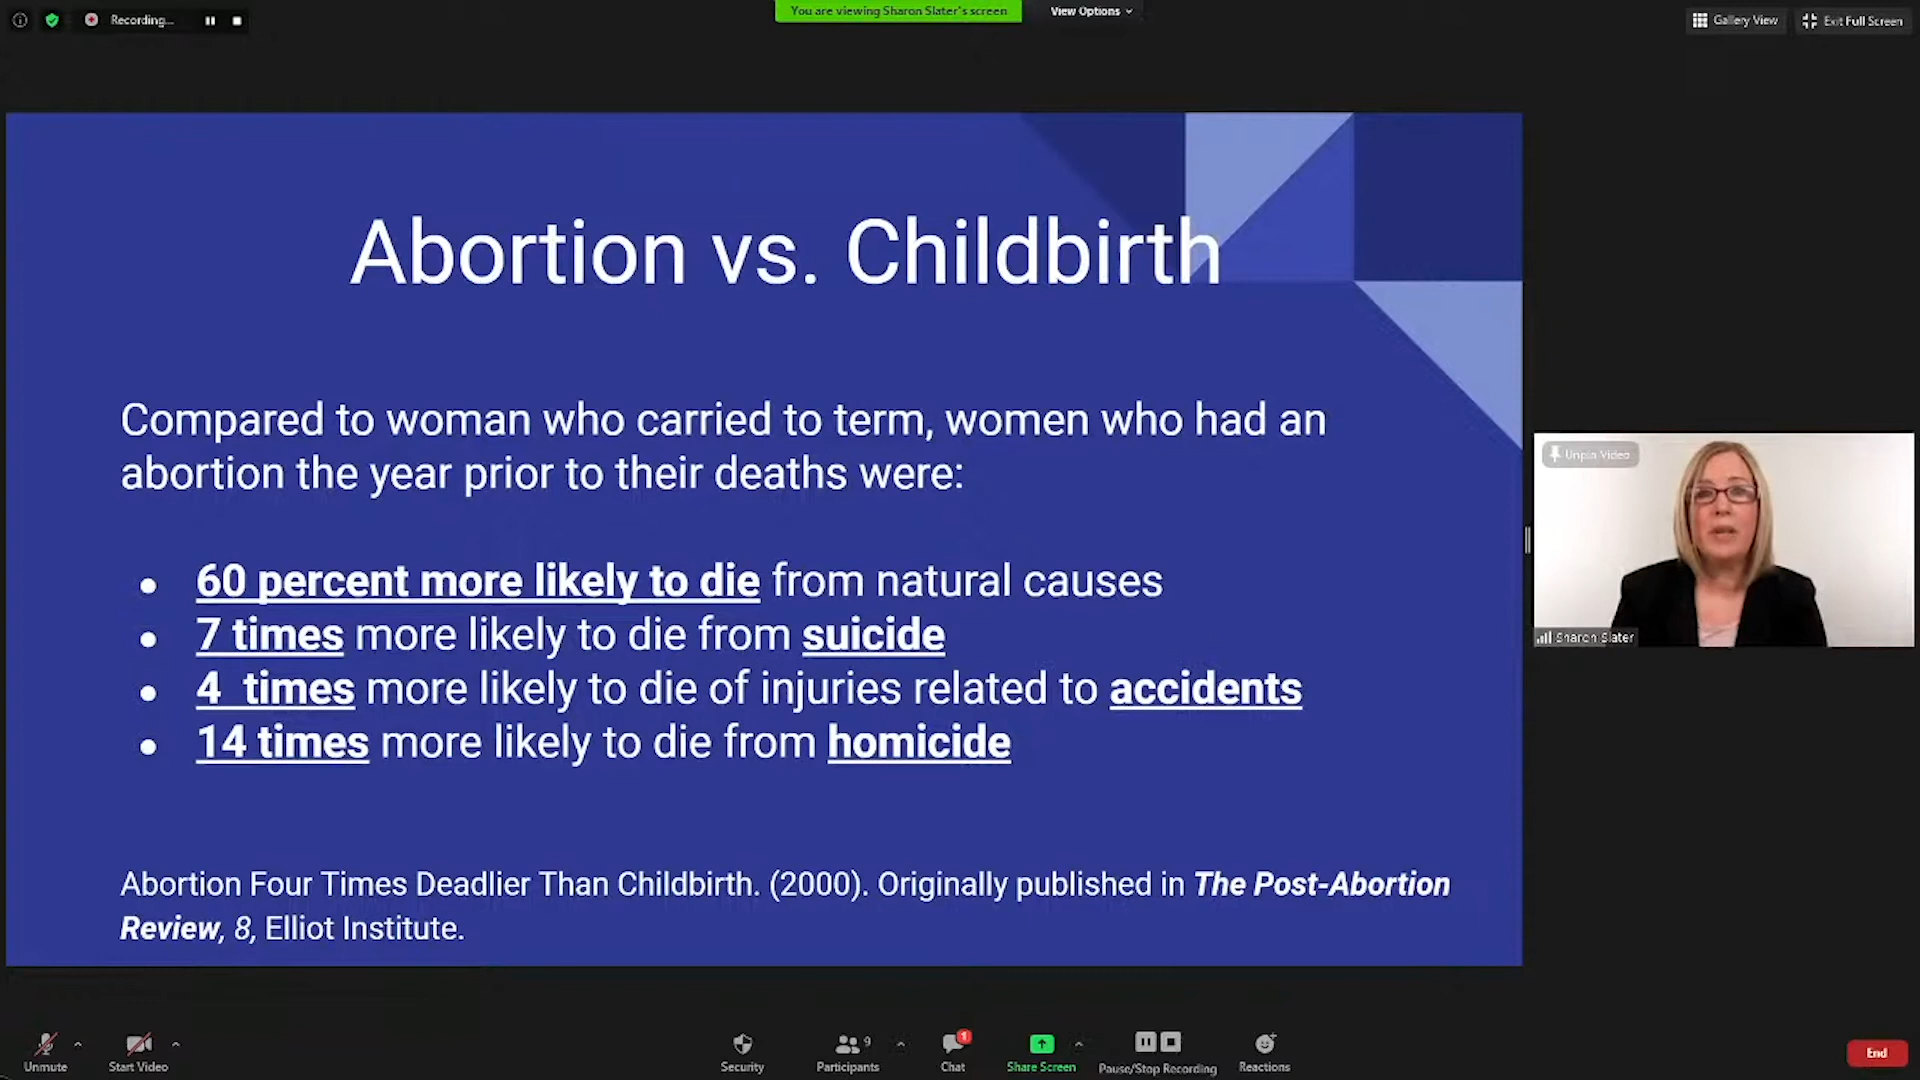 Recording...
You are viewing Sharon Slater's screen
View Options
Gallery View
Exit Full Screen
Abortion vs. Childbirth
Compared to woman who carried to term, women who had an
abortion the year prior to their deaths were:
● 60 percent more likely to die from natural causes
● 7 times more likely to die from suicide
● 4  times more likely to die of injuries related to accidents
● 14 times more likely to die from homicide
Abortion Four Times Deadlier Than Childbirth. (2000). Originally published in The Post-Abortion
Review, 8, Elliot Institute.
Unpin Video
Sharon Slater
Unmute
Start Video
Security
Participants
9
Chat
1
Share Screen
Pause/Stop Recording
Reactions
End